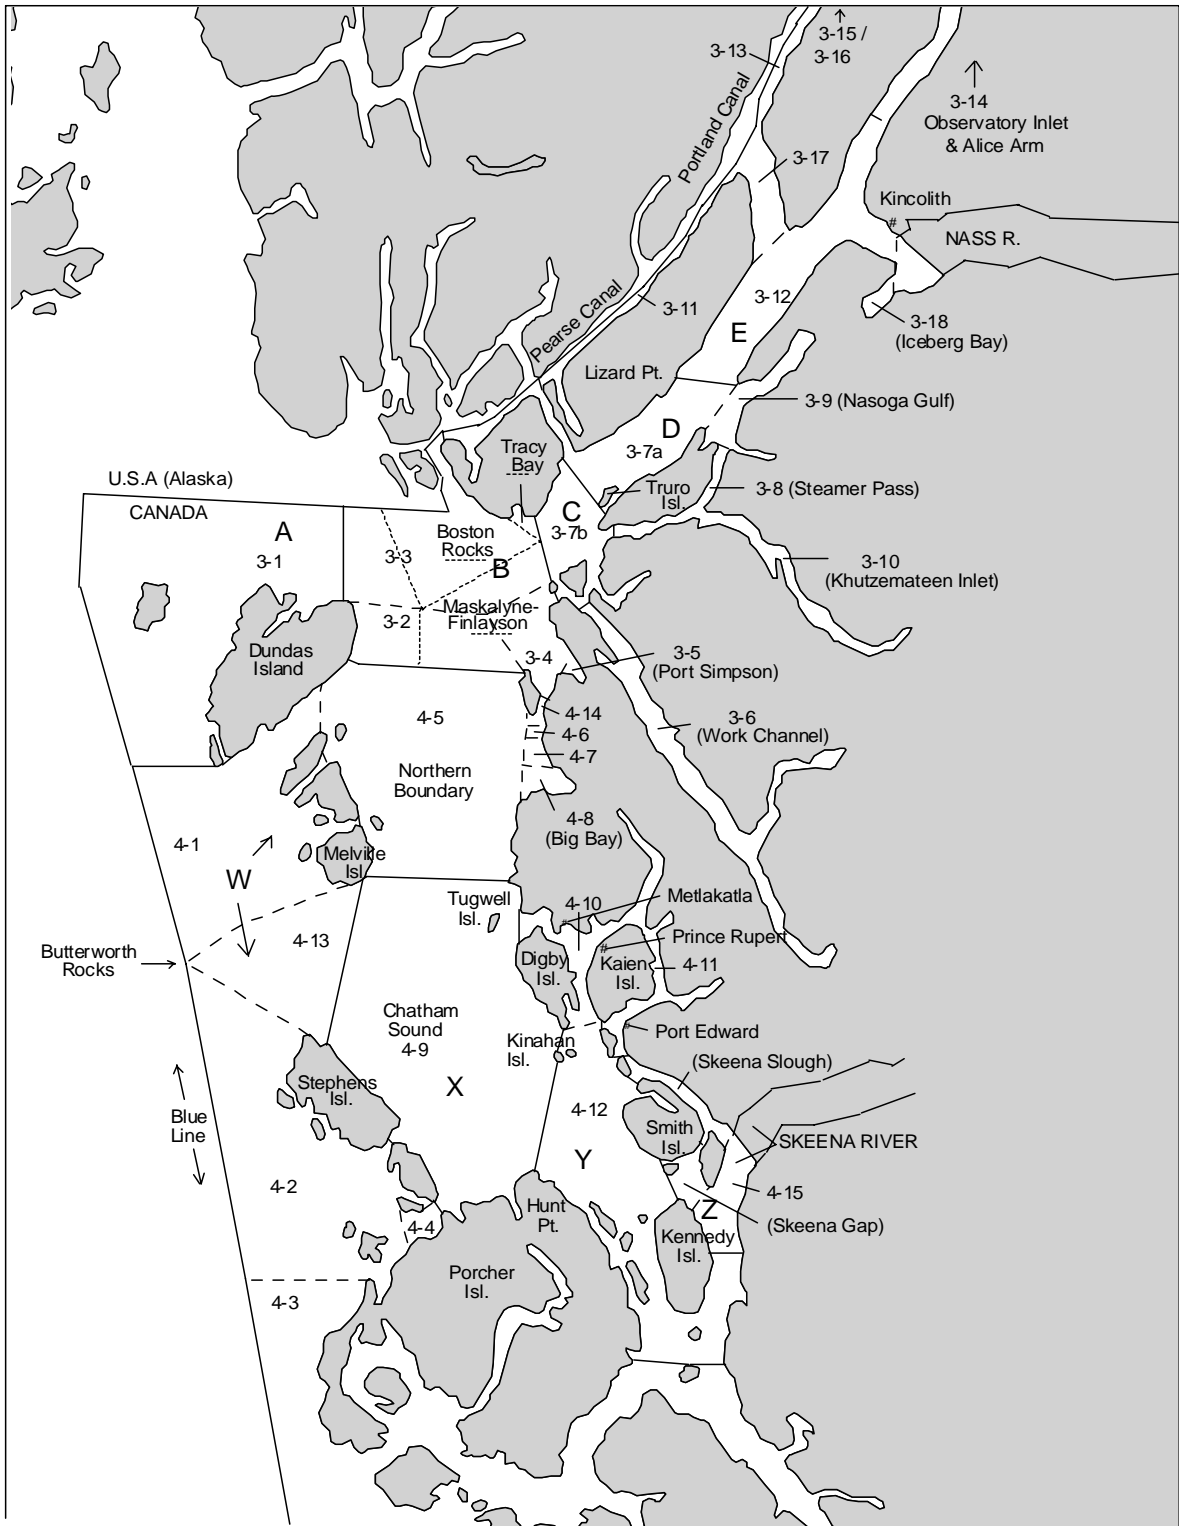 3-15 /
3-16
3-13
3-14
Observatory Inlet
& Alice Arm
Portland Canal
3-17
Kincolith
#
NASS R.
3-12
3-11
E
3-18
(Iceberg Bay)
Pearse Canal
Lizard Pt.
3-9 (Nasoga Gulf)
D
3-7a
Tracy
Bay
U.S.A (Alaska)
CANADA
Truro
Isl.
3-8 (Steamer Pass)
A
3-1
C
3-7b
Boston
Rocks
3-3
B
3-10
(Khutzemateen Inlet)
Maskalyne-
Finlayson
3-2
Dundas
Island
3-4
3-5
(Port Simpson)
4-5
4-14
4-6
4-7
3-6
(Work Channel)
Northern
Boundary
4-8
(Big Bay)
4-1
W
Melville
Isl.
Tugwell
Isl.
4-10
Metlakatla
#
4-13
Prince Rupert
#
Butterworth
Rocks
Digby
Isl.
Kaien
Isl.
4-11
Chatham
Sound
4-9
Kinahan
Isl.
Port Edward
#
(Skeena Slough)
Stephens
Isl.
X
4-12
Blue
Line
Smith
Isl.
SKEENA RIVER
Y
4-2
4-15
Hunt
Pt.
Z
(Skeena Gap)
4-4
Kennedy
Isl.
Porcher
Isl.
4-3